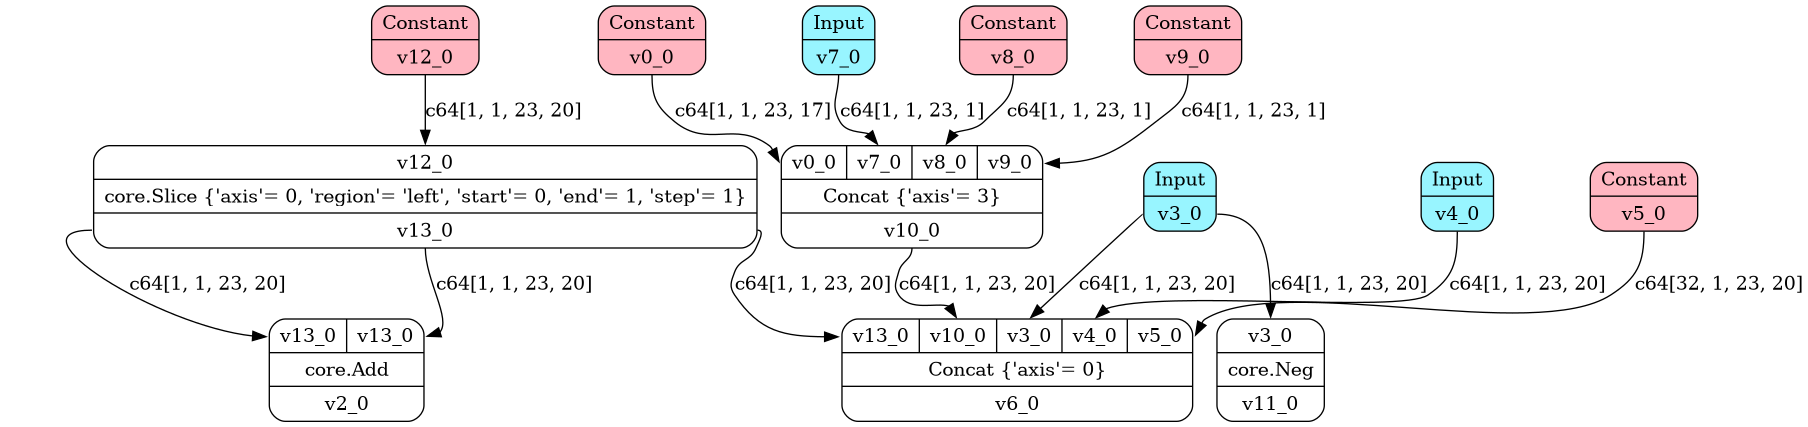 Constant
v12_0
Constant
v0_0
Input
v7_0
Constant
v8_0
Constant
v9_0
c64[1, 1, 23, 20]
c64[1, 1, 23, 17]
c64[1, 1, 23, 1]
c64[1, 1, 23, 1]
c64[1, 1, 23, 1]
v12_0
core.Slice {'axis'= 0, 'region'= 'left', 'start'= 0, 'end'= 1, 'step'= 1}
v13_0
v0_0 v7_0 v8_0 v9_0
Concat {'axis'= 3}
v10_0
Input
v3_0
Input
v4_0
Constant
v5_0
c64[1, 1, 23, 20]
c64[1, 1, 23, 20]
c64[1, 1, 23, 20]
c64[1, 1, 23, 20]
c64[1, 1, 23, 20]
c64[1, 1, 23, 20]
c64[1, 1, 23, 20]
c64[32, 1, 23, 20]
v13_0 v13_0
core.Add
v2_0
v13_0 v10_0 v3_0 v4_0 v5_0
Concat {'axis'= 0}
v6_0
v3_0
core.Neg
v11_0